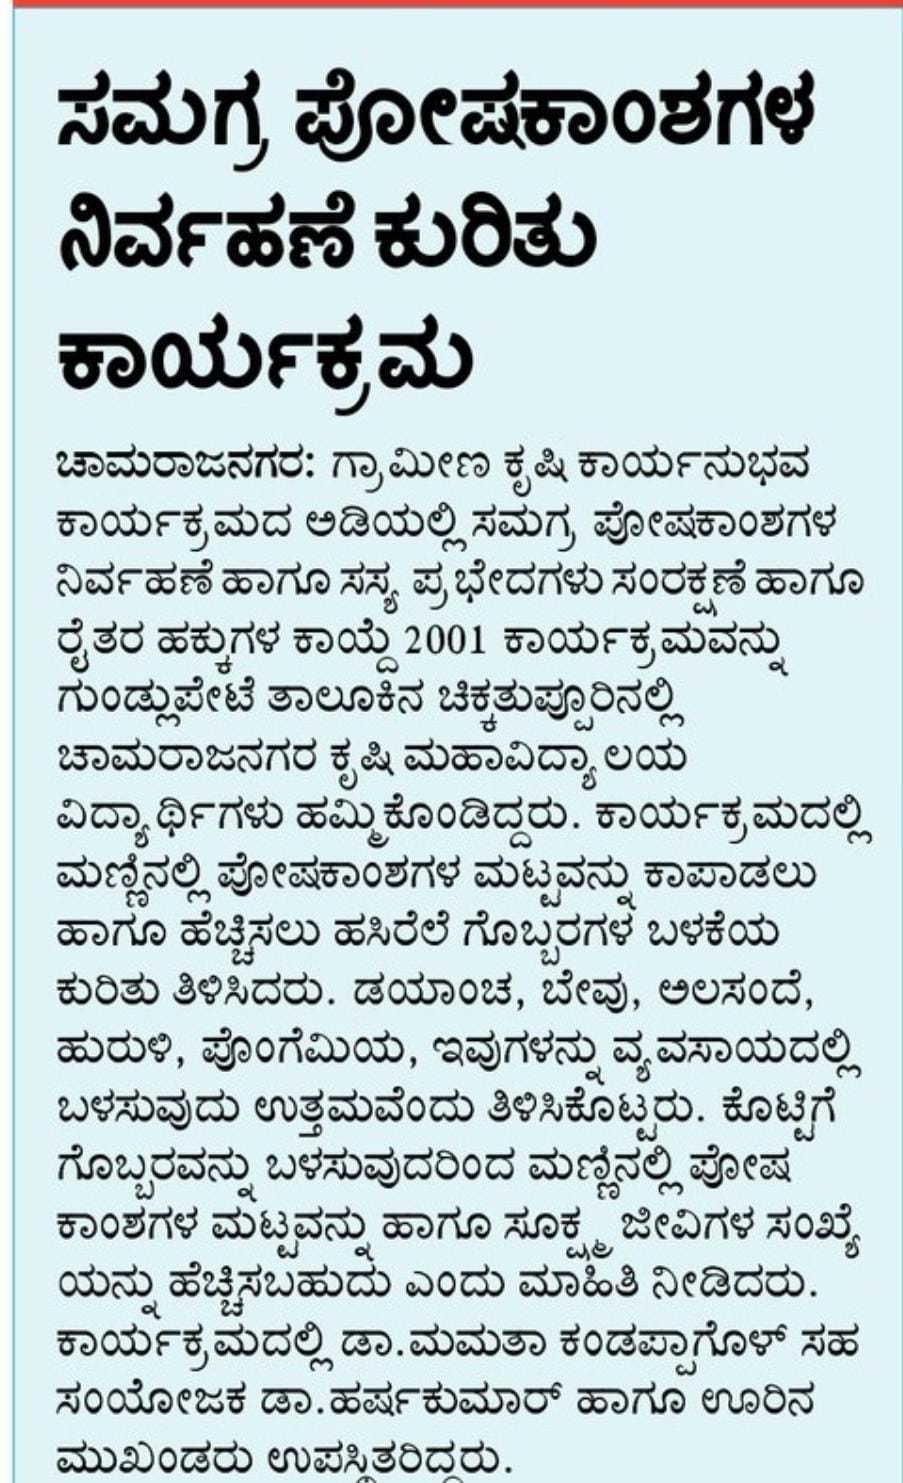 ಸಮಗ್ರ ಪೋಷಕಾಂಶಗಳ
ನಿರ್ವಹಣೆ ಕುರಿತು
ಕಾರ್ಯಕ್ರಮ
ಚಾಮರಾಜನಗರ: ಗ್ರಾಮೀಣ ಕೃಷಿ ಕಾರ್ಯನುಭವ
ಕಾರ್ಯಕ್ರಮದ ಅಡಿಯಲ್ಲಿ ಸಮಗ್ರ ಪೋಷಕಾಂಶಗಳ
ನಿರ್ವಹಣೆ ಹಾಗೂ ಸಸ್ಯ ಪ್ರಭೇದಗಳು ಸಂರಕ್ಷಣೆ ಹಾಗೂ
ರೈತರ ಹಕ್ಕುಗಳ ಕಾಯ್ದೆ 2001 ಕಾರ್ಯಕ್ರಮವನ್ನು
ಗುಂಡ್ಲುಪೇಟೆ ತಾಲೂಕಿನ ಚಿಕ್ಕತುಪ್ಪೂರಿನಲ್ಲಿ
ಚಾಮರಾಜನಗರ ಕೃಷಿ ಮಹಾವಿದ್ಯಾಲಯ
ವಿದ್ಯಾರ್ಥಿಗಳು ಹಮ್ಮಿಕೊಂಡಿದ್ದರು. ಕಾರ್ಯಕ್ರಮದಲ್ಲಿ
ಮಣ್ಣಿನಲ್ಲಿ ಪೋಷಕಾಂಶಗಳ ಮಟ್ಟವನ್ನು ಕಾಪಾಡಲು
ಹಾಗೂ ಹೆಚ್ಚಿಸಲು ಹಸಿರೆಲೆ ಗೊಬ್ಬರಗಳ ಬಳಕೆಯ
ಕುರಿತು ತಿಳಿಸಿದರು. ಡಯಾಂಚ, ಬೇವು, ಅಲಸಂದೆ,
ಹುರುಳಿ, ಪೊಂಗೆಮಿಯ, ಇವುಗಳನ್ನು ವ್ಯವಸಾಯದಲ್ಲಿ
ಬಳಸುವುದು ಉತ್ತಮವೆಂದು ತಿಳಿಸಿಕೊಟ್ಟರು. ಕೊಟ್ಟಿಗೆ
ಗೊಬ್ಬರವನ್ನು ಬಳಸುವುದರಿಂದ ಮಣ್ಣಿನಲ್ಲಿ ಪೋಷ
ಕಾಂಶಗಳ ಮಟ್ಟವನ್ನು ಹಾಗೂ ಸೂಕ್ಷ್ಮ ಜೀವಿಗಳ ಸಂಖ್ಯೆ
ಯನ್ನು ಹೆಚ್ಚಿಸಬಹುದು ಎಂದು ಮಾಹಿತಿ ನೀಡಿದರು.
ಕಾರ್ಯಕ್ರಮದಲ್ಲಿ ಡಾ.ಮಮತಾ ಕಂಡಪ್ಪಾಗೊಳ್ ಸಹ
ಸಂಯೋಜಕ ಡಾ.ಹರ್ಷಕುಮಾರ್ ಹಾಗೂ ಊರಿನ
ಮುಖಂಡರು ಉಪಸ್ಥಿತರಿದ್ದರು.